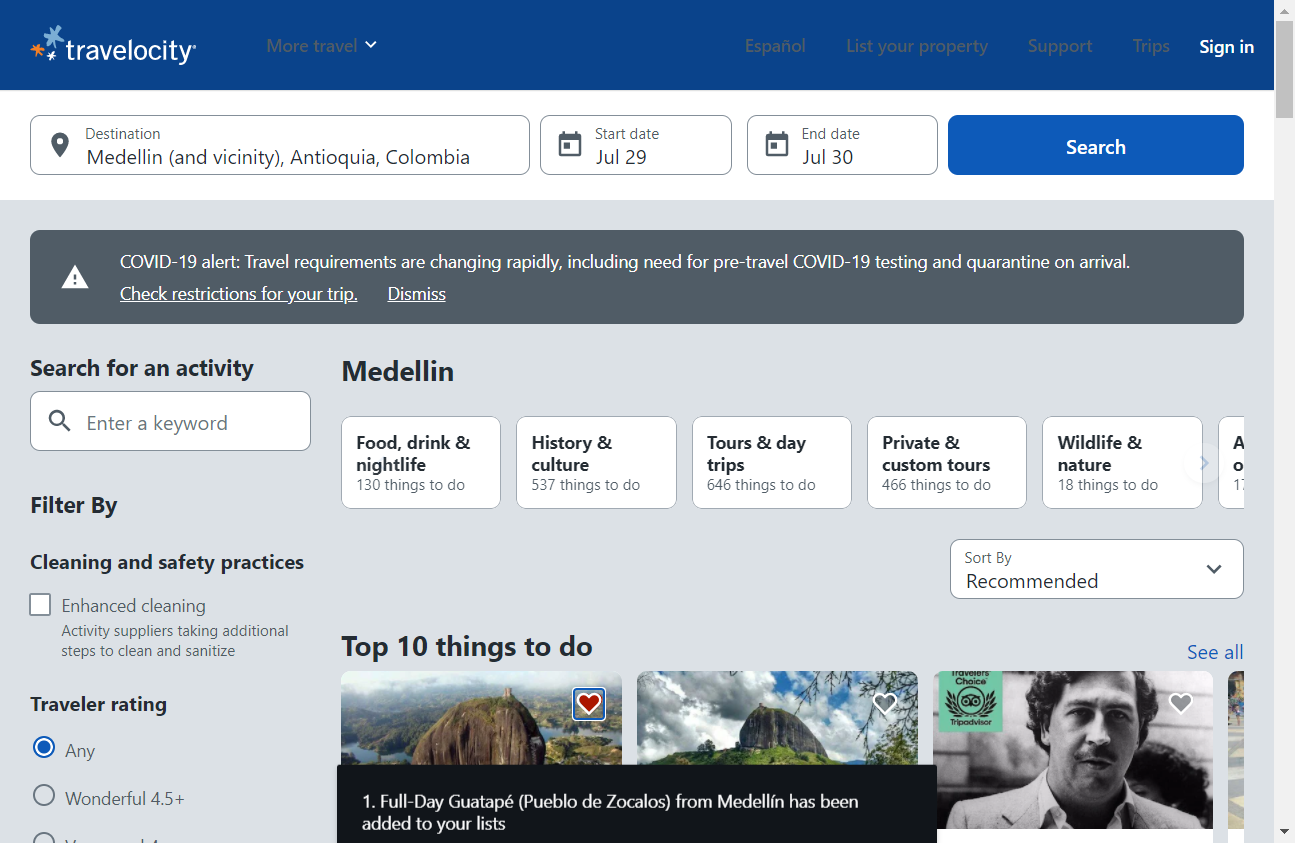 travelocity
More travel
Español
List your property
Support
Trips
Sign in
Destination
Medellin (and vicinity), Antioquia, Colombia
Start date
Jul 29
End date
Jul 30
Search
COVID-19 alert: Travel requirements are changing rapidly, including need for pre-travel COVID-19 testing and quarantine on arrival.
Check restrictions for your trip.
Dismiss
Search for an activity
Enter a keyword
Filter By
Cleaning and safety practices
Enhanced cleaning
Activity suppliers taking additional
steps to clean and sanitize
Traveler rating
Any
Wonderful 4.5+
Medellin
Food, drink &
nightlife
130 things to do
History &
culture
537 things to do
Tours & day
trips
646 things to do
Private &
custom tours
466 things to do
Wildlife &
nature
18 things to do
Sort By
Recommended
Top 10 things to do
See all
Travelers'
Choice
Tripadvisor
1. Full-Day Guatapé (Pueblo de Zocalos) from Medellín has been
added to your lists